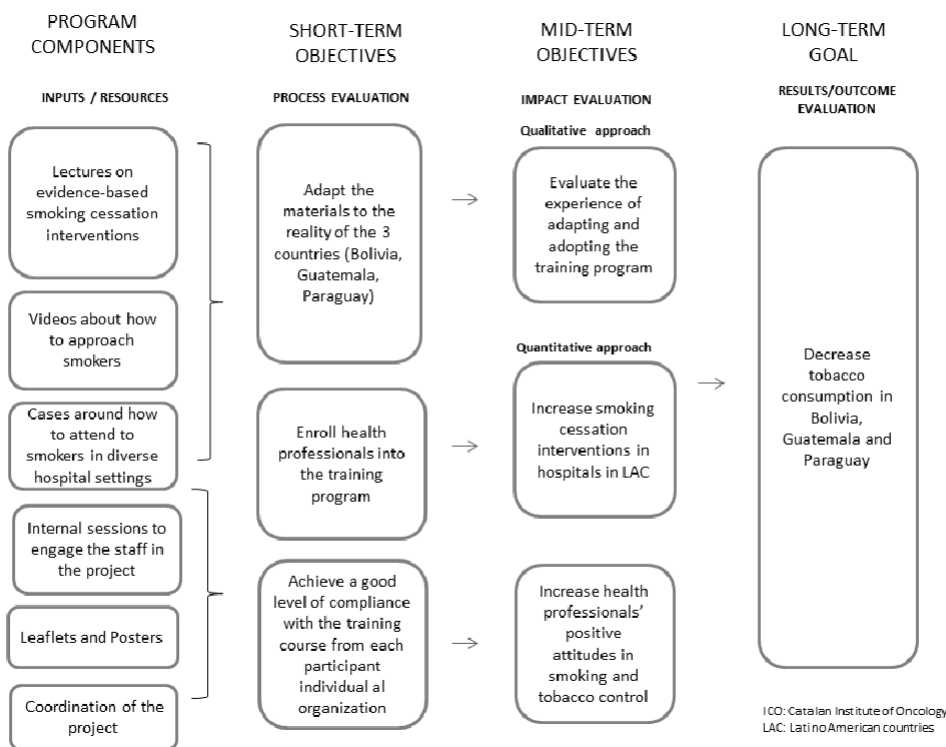 PROGRAM
COMPONENTS
INPUTS / RESOURCES
Lectures on
evidence-based
smoking cessation
interventions
Videos about how
to approach
smokers
Cases around how
to attend to
smokers in diverse
hospital settings
Internal sessions to
engage the staff in
the project
Leaflets and Posters
Coordination of the
project
SHORT-TERM
OBJECTIVES
PROCESS EVALUATION
Adapt the
materials to the
reality of the 3
countries (Bolivia,
Guatemala,
Paraguay)
Enroll health
professionals into
the training
program
Achieve a good
level of compliance
with the training
course from each
participant
individual al
organization
MID-TERM
OBJECTIVES
IMPACT EVALUATION
Qualitative approach
Evaluate the
experience of
adapting and
adopting the
training program
Quantitative approach
Increase smoking
cessation
interventions in
hospitals in LAC
Increase health
professionals'
positive
attitudes in
smoking and
tobacco control
LONG-TERM
GOAL
RESULTS/OUTCOME
EVALUATION
Decrease
tobacco
consumption in
Bolivia,
Guatemala and
Paraguay
ICO: Catalan Institute of Oncology
LAC: Latino American countries